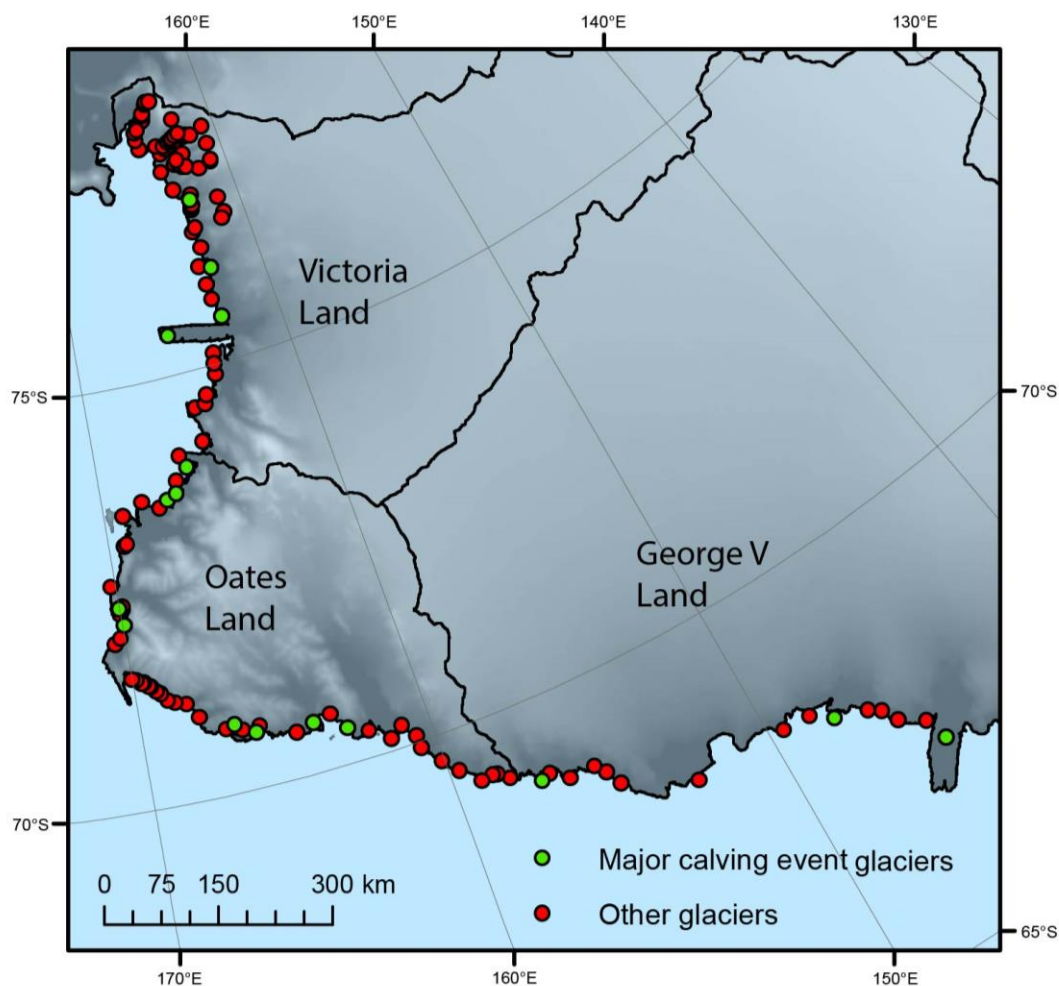 160°E 150°E 140°E 130°E
Victoria
Land
75°S
70°S
George V
Land
Oates
Land
70°S
Major calving event glaciers
0 75 150 300 km
Other glaciers
65°S
170°E 160°E 150°E